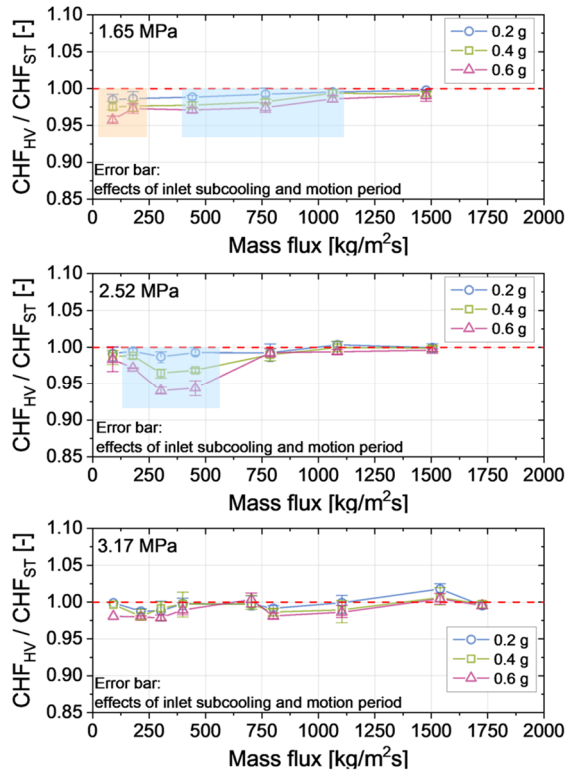 1.10
1.65 MPa
0.2 g
0.4 g
0.6 g
1.05
1.00
0.95
0.90
0.85
CHF_HV / CHF_ST [-]
Error bar:
effects of inlet subcooling and motion period
0 250 500 750 1000 1250 1500 1750 2000
Mass flux [kg/m²s]
1.10
2.52 MPa
0.2 g
0.4 g
0.6 g
1.05
1.00
0.95
0.90
0.85
CHF_HV / CHF_ST [-]
Error bar:
effects of inlet subcooling and motion period
0 250 500 750 1000 1250 1500 1750 2000
Mass flux [kg/m²s]
1.10
3.17 MPa
1.05
1.00
0.95
0.90
0.85
CHF_HV / CHF_ST [-]
0.2 g
0.4 g
0.6 g
Error bar:
effects of inlet subcooling and motion period
0 250 500 750 1000 1250 1500 1750 2000
Mass flux [kg/m²s]